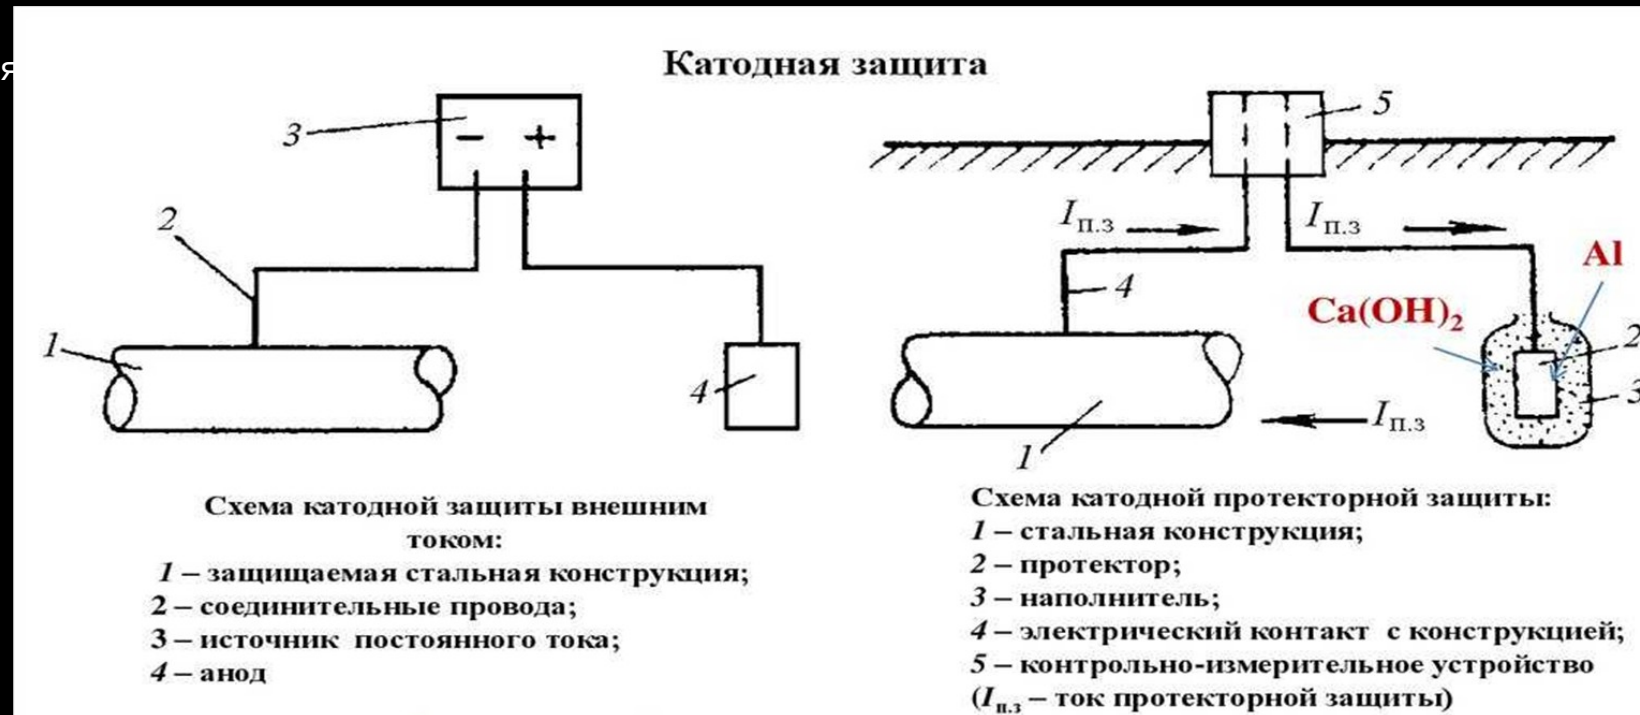 я
Катодная защита
3
− +
2
1
4
5
Iп.з
Iп.з
4
Al
Ca(OH)2
2
3
Iп.з
1
Схема катодной защиты внешним
током:
1 – защищаемая стальная конструкция;
2 – соединительные провода;
3 – источник постоянного тока;
4 – анод
Схема катодной протекторной защиты:
1 – стальная конструкция;
2 – протектор;
3 – наполнитель;
4 – электрический контакт с конструкцией;
5 – контрольно-измерительное устройство
(Iп.з – ток протекторной защиты)